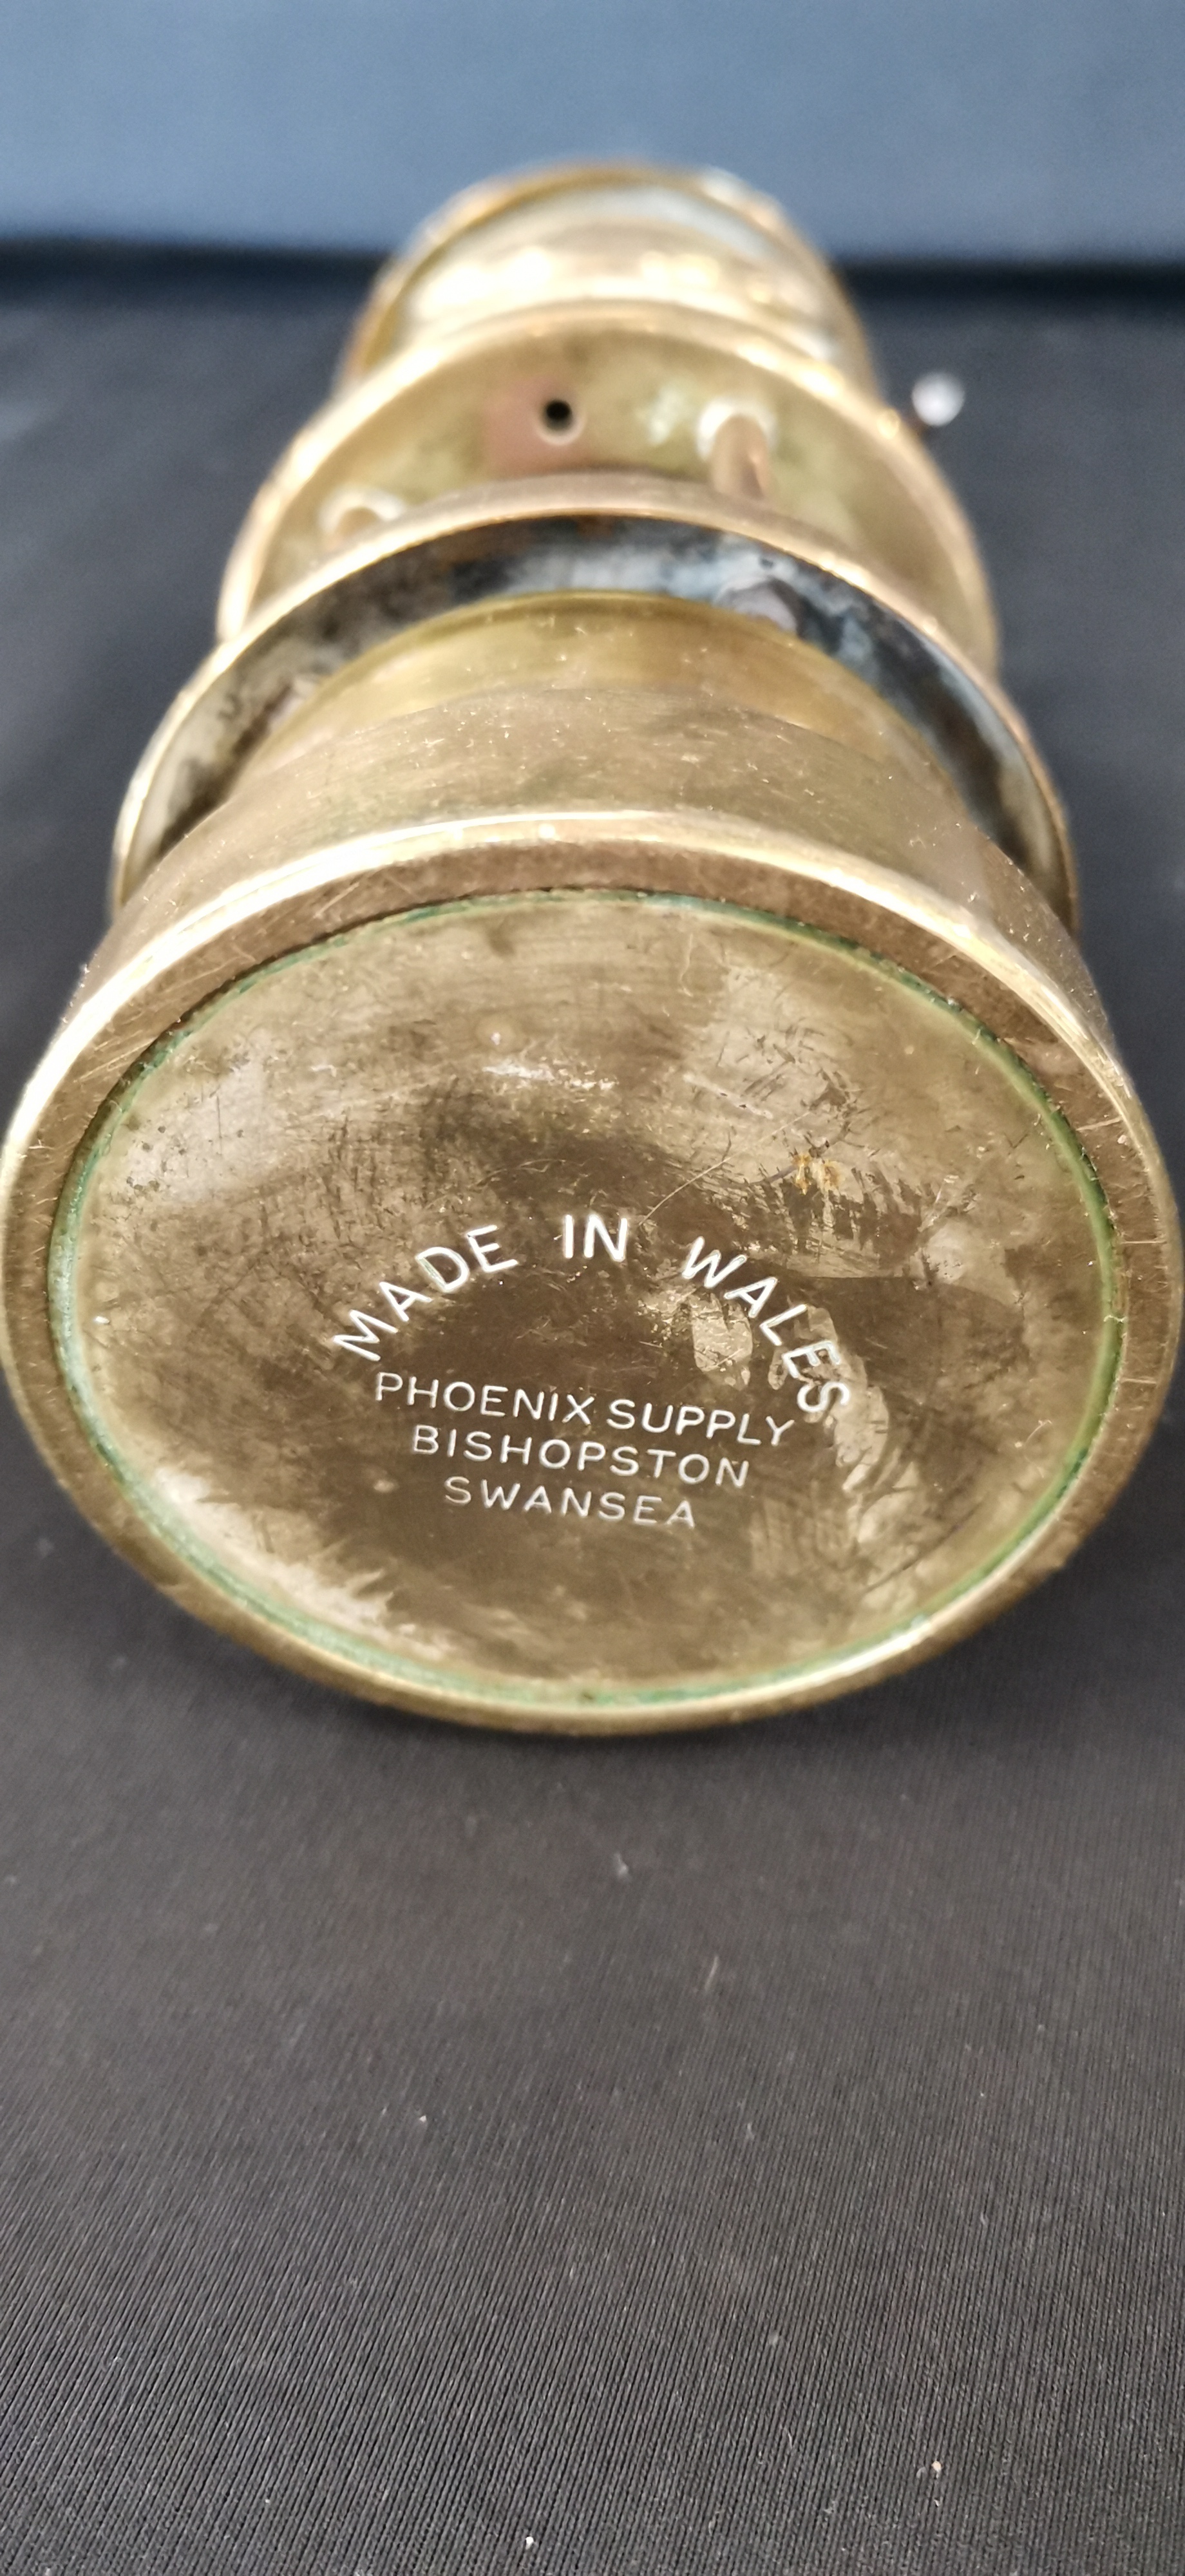 MADE IN WALES
PHOENIX SUPPLY
BISHOPSTON
SWANSEA